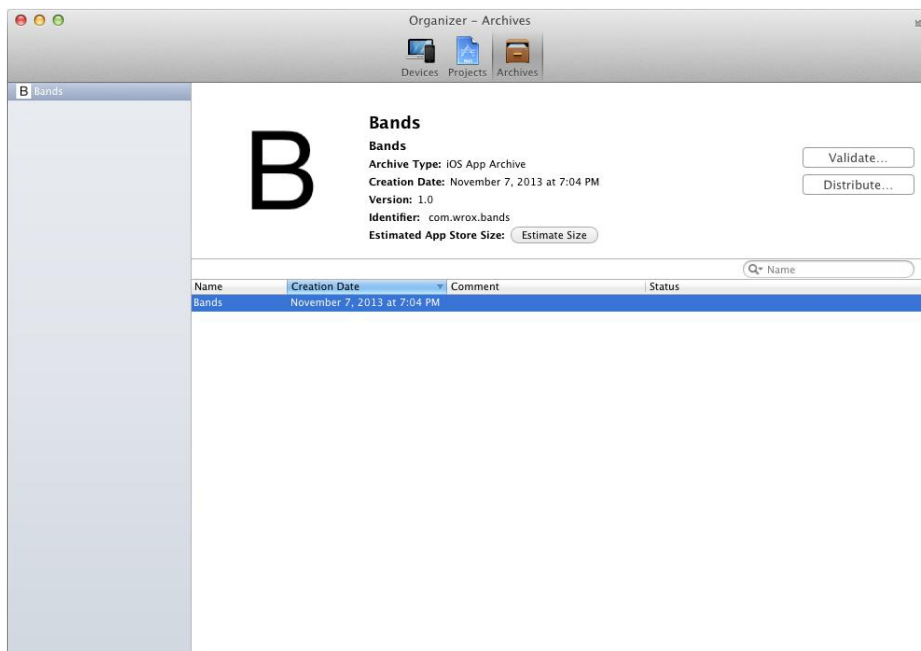 Organizer – Archives
Devices Projects Archives
B Bands
B
Bands
Bands
Archive Type: iOS App Archive
Creation Date: November 7, 2013 at 7:04 PM
Version: 1.0
Identifier: com.wrox.bands
Estimated App Store Size: Estimate Size
Validate...
Distribute...
Name
Name Creation Date Comment Status
Bands November 7, 2013 at 7:04 PM